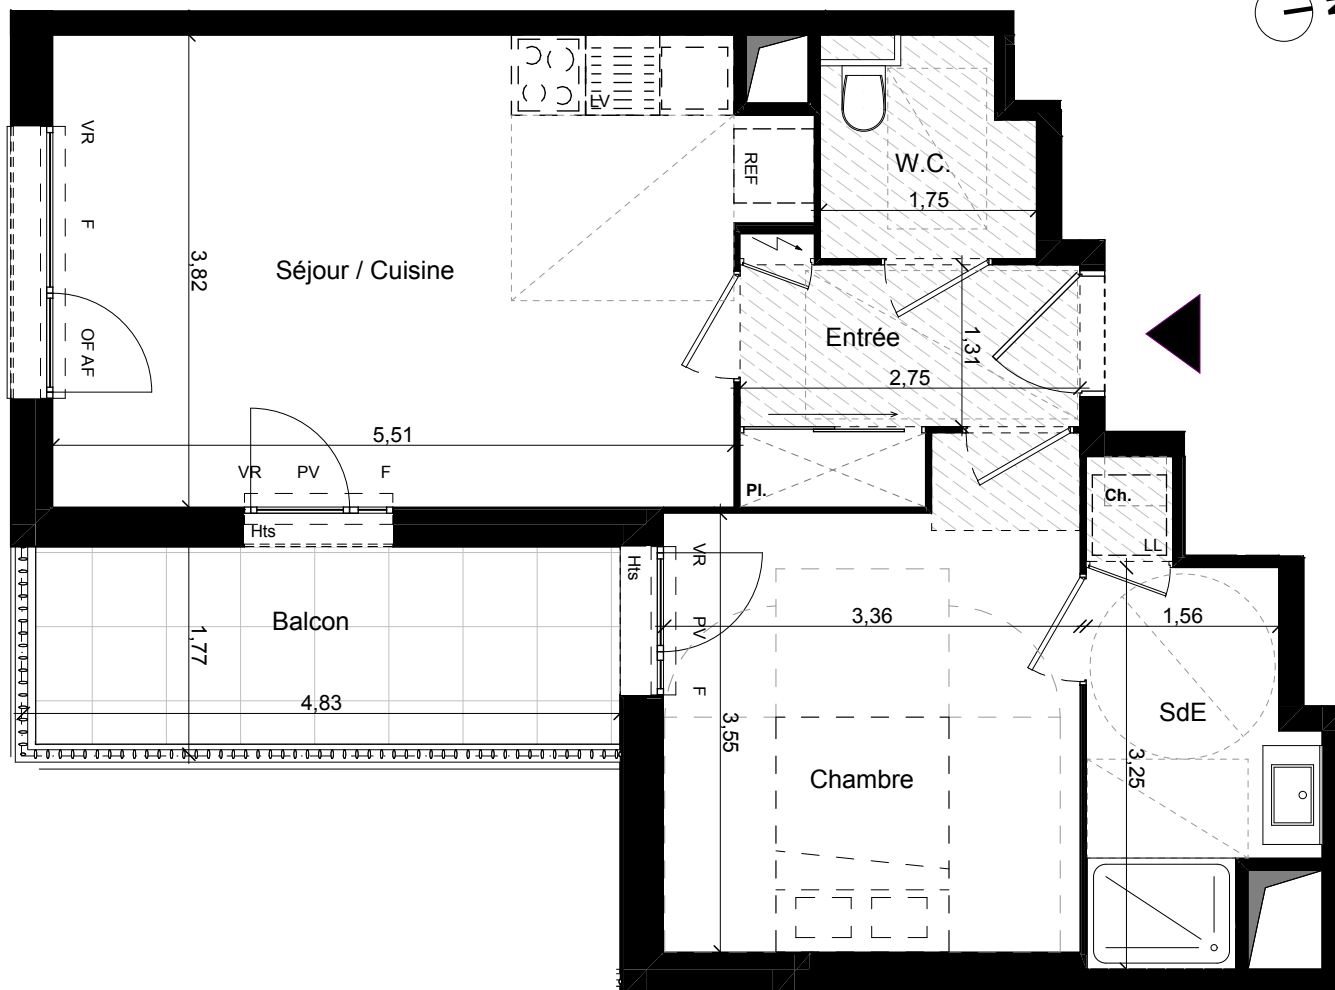 N
LV
VR
REF
W.C.
1,75
F
3,82
Séjour / Cuisine
Entrée
1,31
OF AF
2,75
5,51
VR PV F
Pl.
Ch.
Hts
LL
Hts
VR
Balcon
1,77
PV
3,36
1,56
4,83
F
SdE
3,55
Chambre
3,25